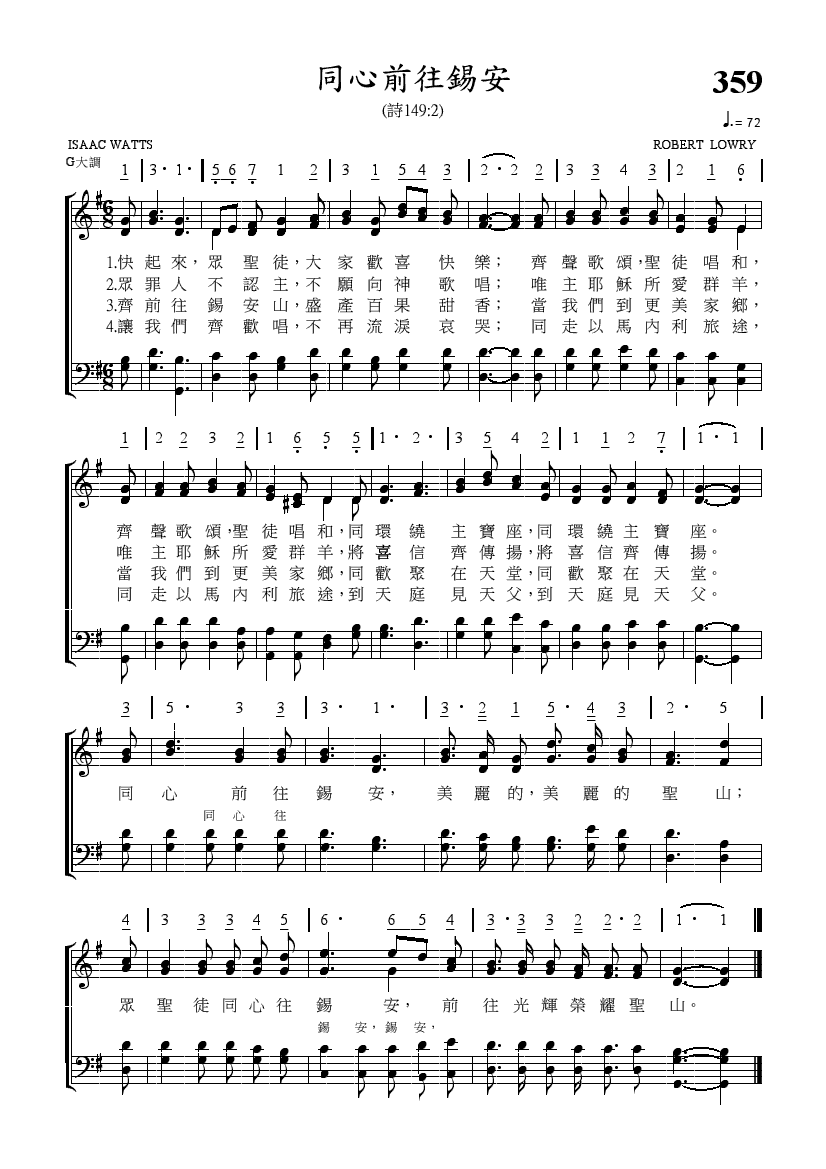 同心前往錫安
359
(詩149:2)
♩. = 72
ISAAC WATTS
ROBERT LOWRY
G大調
1 | 3· 1· | 5 6 7 1 2 | 3 1 5 4 3 | 2· 2 2 | 3 3 4 3 | 2 1 6
6/8
1.快起來，眾聖徒，大家歡喜快樂；齊聲歌頌，聖徒唱和，
2.眾罪人不認主，不願向神歌唱；唯主耶穌所愛群羊，
3.齊前往錫安山，盛產百果甜香；當我們到更美家鄉，
4.讓我們齊歡唱，不再流淚哀哭；同走以馬內利旅途，
6/8
1 | 2 2 3 2 | 1 6 5 5 | 1· 2· | 3 5 4 2 | 1 1 2 7 | 1· 1
齊聲歌頌，聖徒唱和，同環繞主寶座，同環繞主寶座。
唯主耶穌所愛群羊，將喜信齊傳揚，將喜信齊傳揚。
當我們到更美家鄉，同歡聚在天堂，同歡聚在天堂。
同走以馬內利旅途，到天庭見天父，到天庭見天父。
3 | 5· 3 3 | 3· 1· | 3· 2 1 5· 4 3 | 2· 5
同心前往錫安，美麗的，美麗的聖山；
同心往
4 | 3 3 3 4 5 | 6· 6 5 4 | 3· 3 3 2 2· 2 | 1· 1
眾聖徒同心往錫安，前往光輝榮耀聖山。
錫安，錫安，